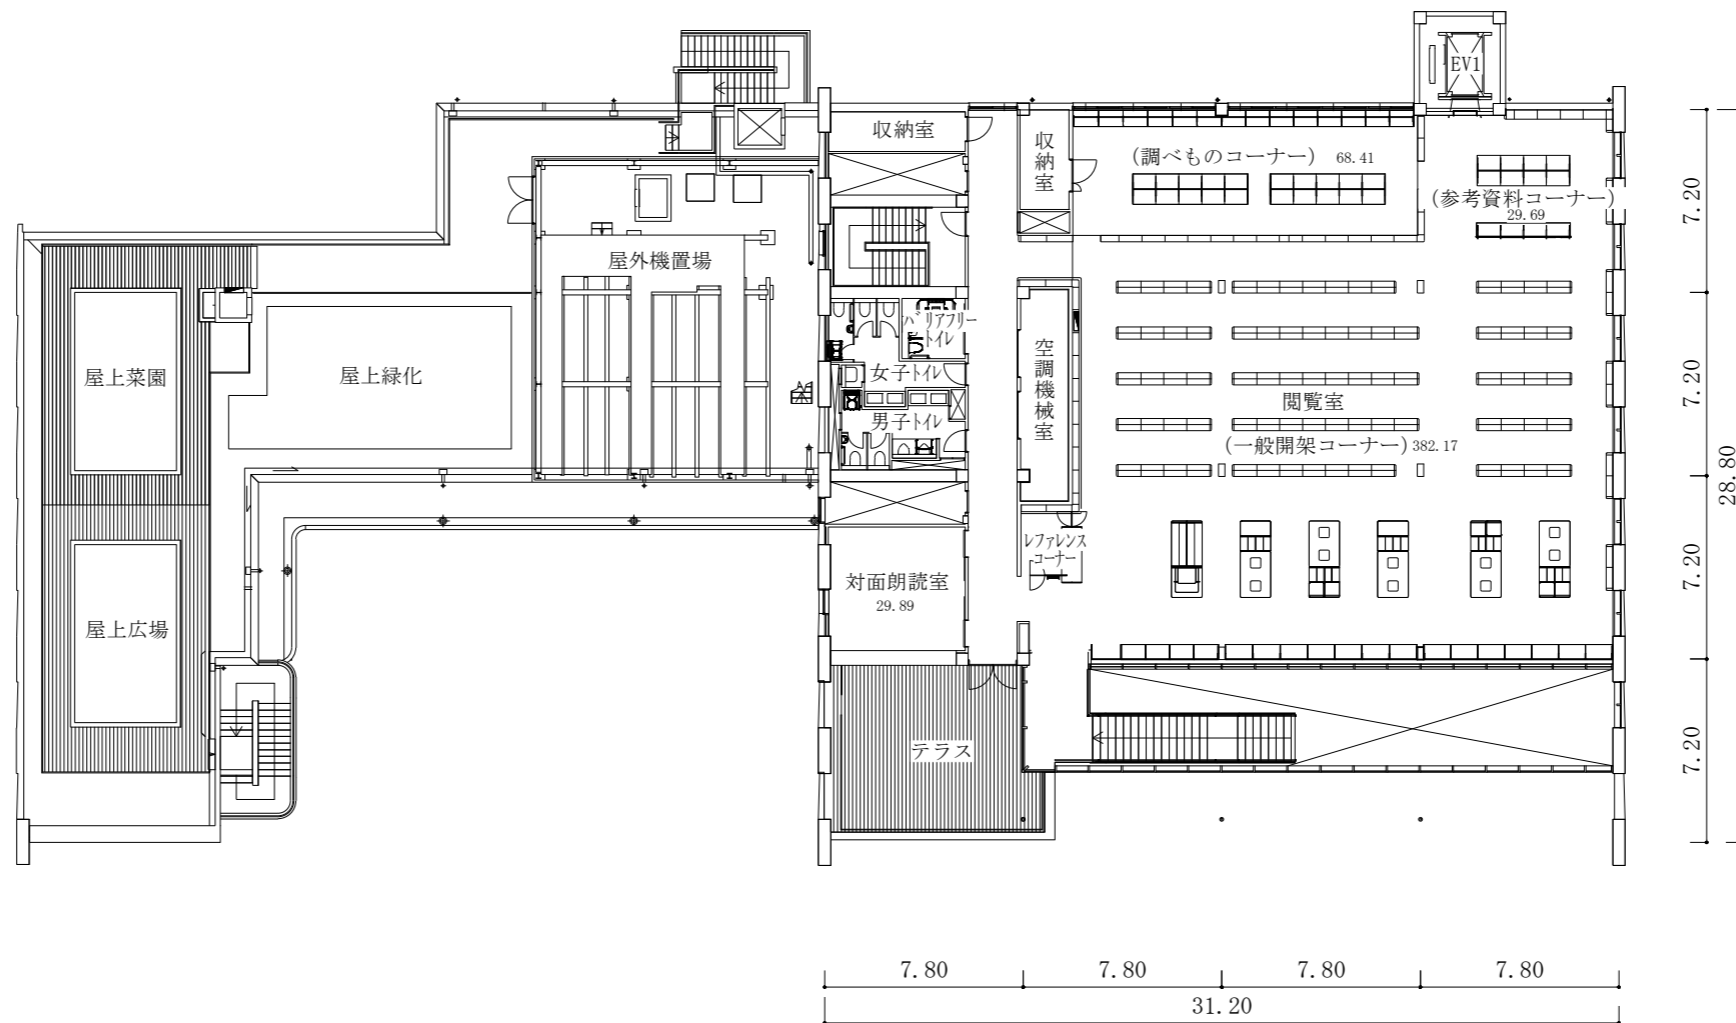 EV1
収納室
収納室
(調べものコーナー) 68.41
(参考資料コーナー)
29.69
屋外機置場
バリアフリー
トイレ
女子トイレ
男子トイレ
空調機械室
閲覧室
(一般開架コーナー) 382.17
屋上菜園
屋上緑化
レファレンス
コーナー
対面朗読室
29.89
屋上広場
テラス
7.20
7.20
7.20
7.20
28.80
7.80
7.80
7.80
7.80
31.20